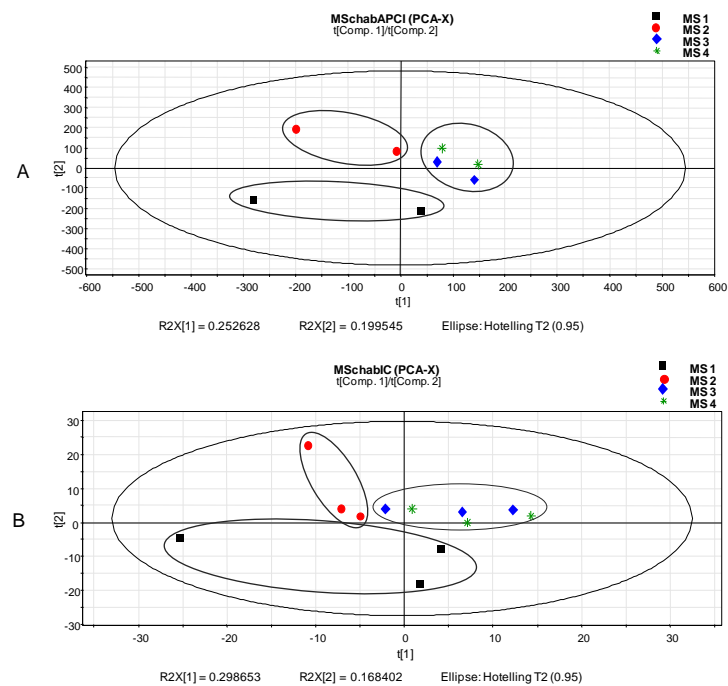 MSchabAPCI (PCA-X)
t[Comp. 1]/t[Comp. 2]
MS 1
MS 2
MS 3
MS 4
A
t[2]
500
400
300
200
100
0
-100
-200
-300
-400
-500
-600 -500 -400 -300 -200 -100 0 100 200 300 400 500 600
t[1]
R2X[1] = 0.252628 R2X[2] = 0.199545 Ellipse: Hotelling T2 (0.95)
MSchabIC (PCA-X)
t[Comp. 1]/t[Comp. 2]
MS 1
MS 2
MS 3
MS 4
B
t[2]
30
20
10
0
-10
-20
-30
-30 -20 -10 0 10 20 30
t[1]
R2X[1] = 0.298653 R2X[2] = 0.168402 Ellipse: Hotelling T2 (0.95)